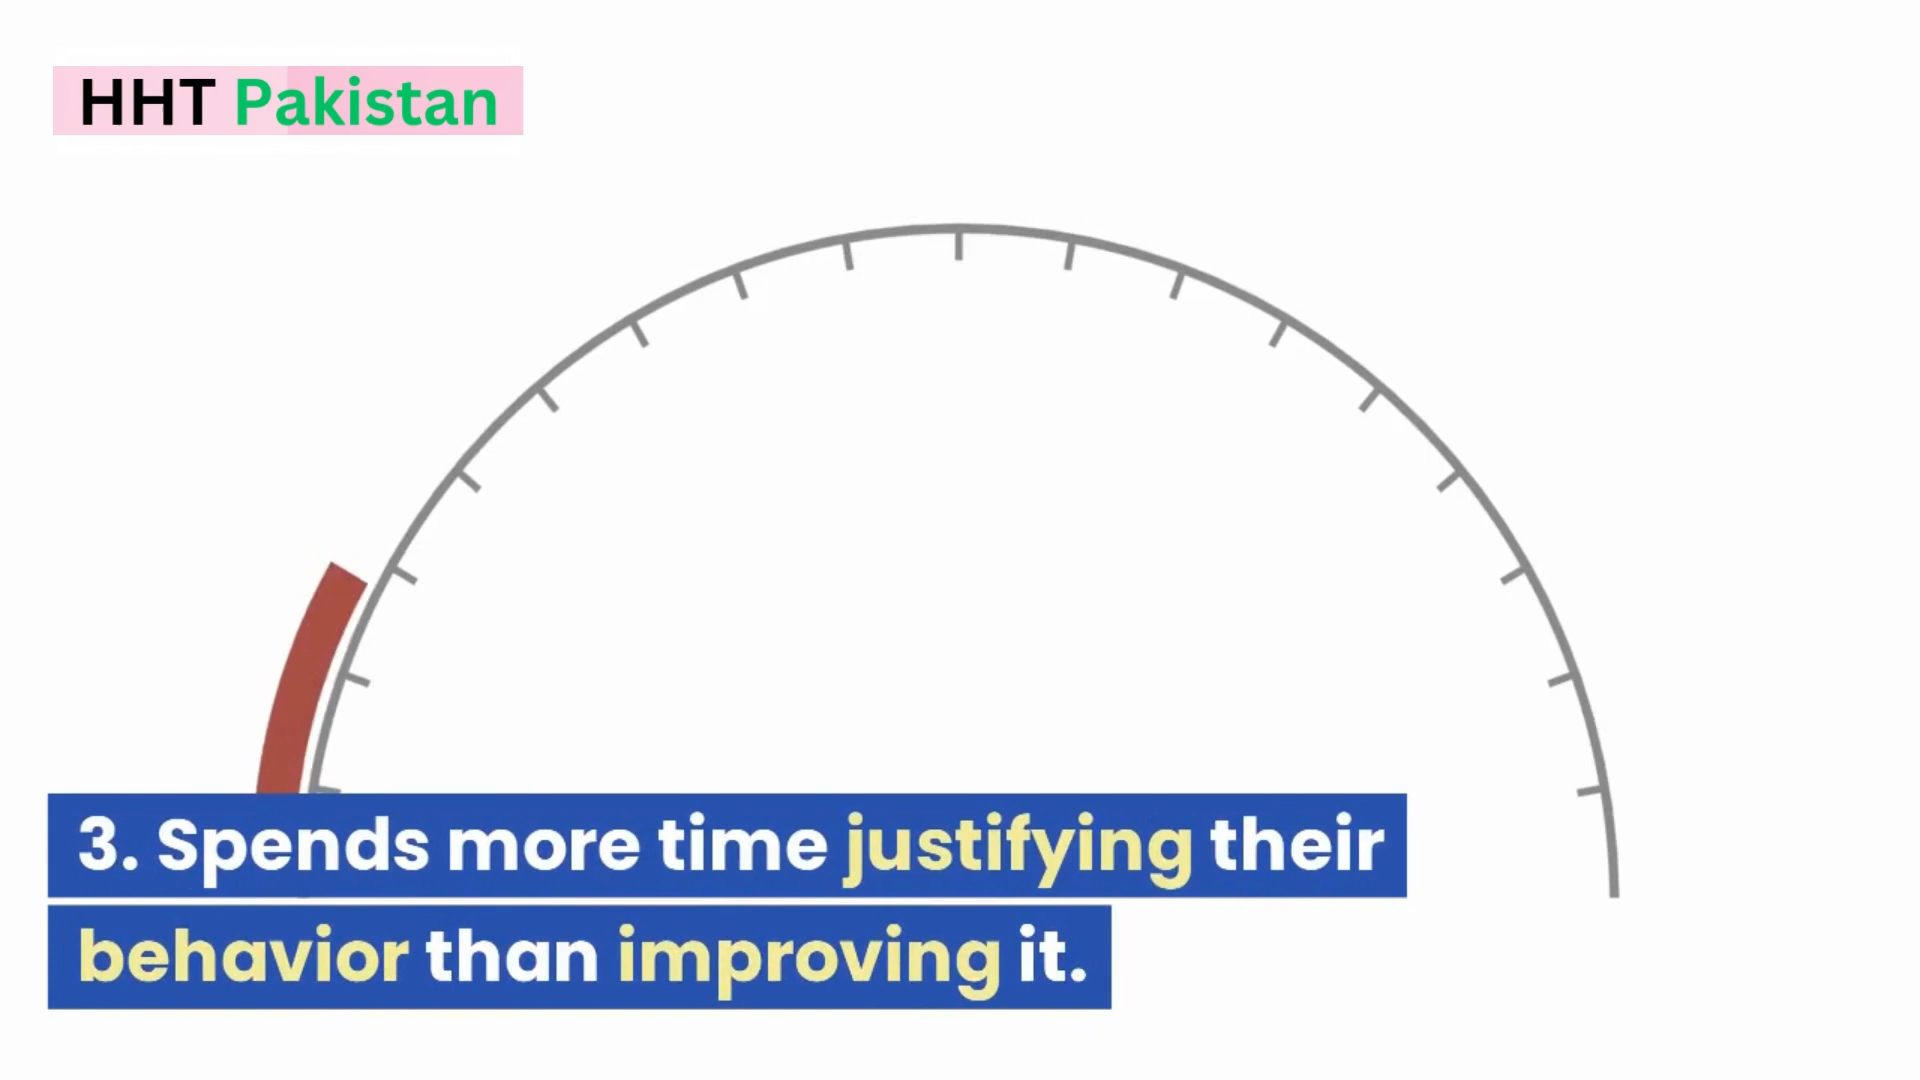 HHT Pakistan
3. Spends more time justifying their
behavior than improving it.